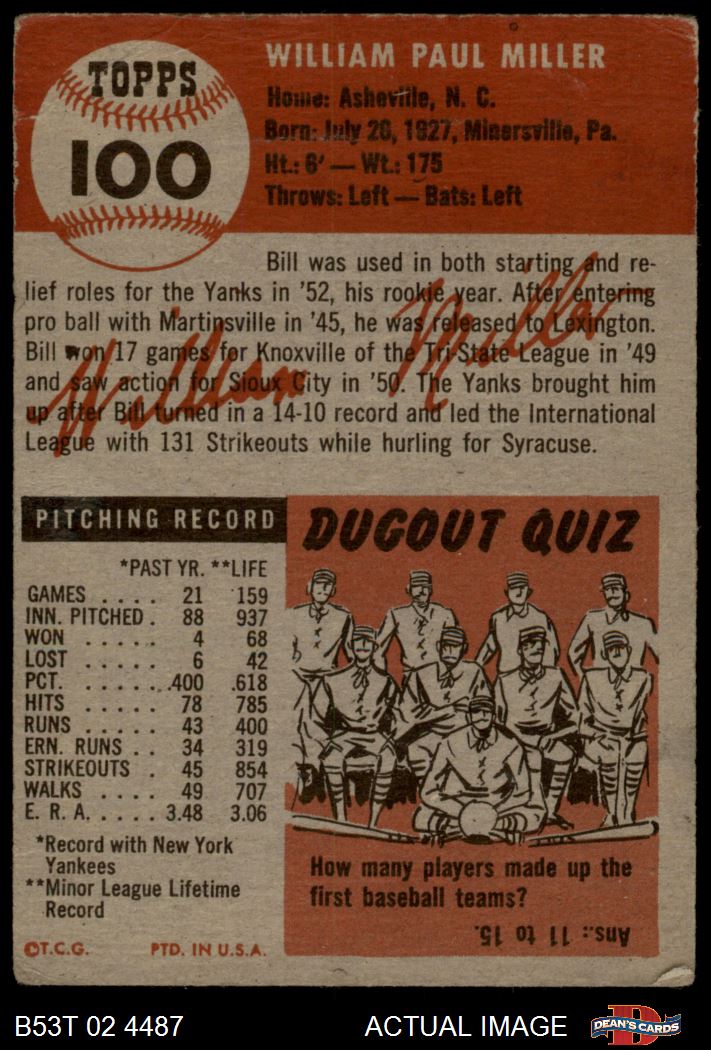 TOPPS
100
WILLIAM PAUL MILLER
Home: Asheville, N. C.
Born: July 26, 1927, Minersville, Pa.
Ht.: 6' — Wt.: 175
Throws: Left — Bats: Left
Bill was used in both starting and re-
lief roles for the Yanks in '52, his rookie year. After entering
pro ball with Martinsville in '45, he was released to Lexington.
Bill won 17 games for Knoxville of the Tri-State League in '49
and saw action for Sioux City in '50. The Yanks brought him
up after Bill turned in a 14-10 record and led the International
League with 131 Strikeouts while hurling for Syracuse.
William Miller
PITCHING RECORD
*PAST YR. **LIFE
GAMES .... 21 159
INN. PITCHED. 88 937
WON ..... 4 68
LOST ..... 6 42
PCT. ..... .400 .618
HITS ..... 78 785
RUNS ..... 43 400
ERN. RUNS .. 34 319
STRIKEOUTS . 45 854
WALKS .... 49 707
E. R. A. .... 3.48 3.06
*Record with New York
Yankees
**Minor League Lifetime
Record
©T.C.G. PTD. IN U.S.A.
DUGOUT QUIZ
How many players made up the
first baseball teams?
Ans.: 11 to 15.
B53T 02 4487 ACTUAL IMAGE
D
DEAN'S CARDS